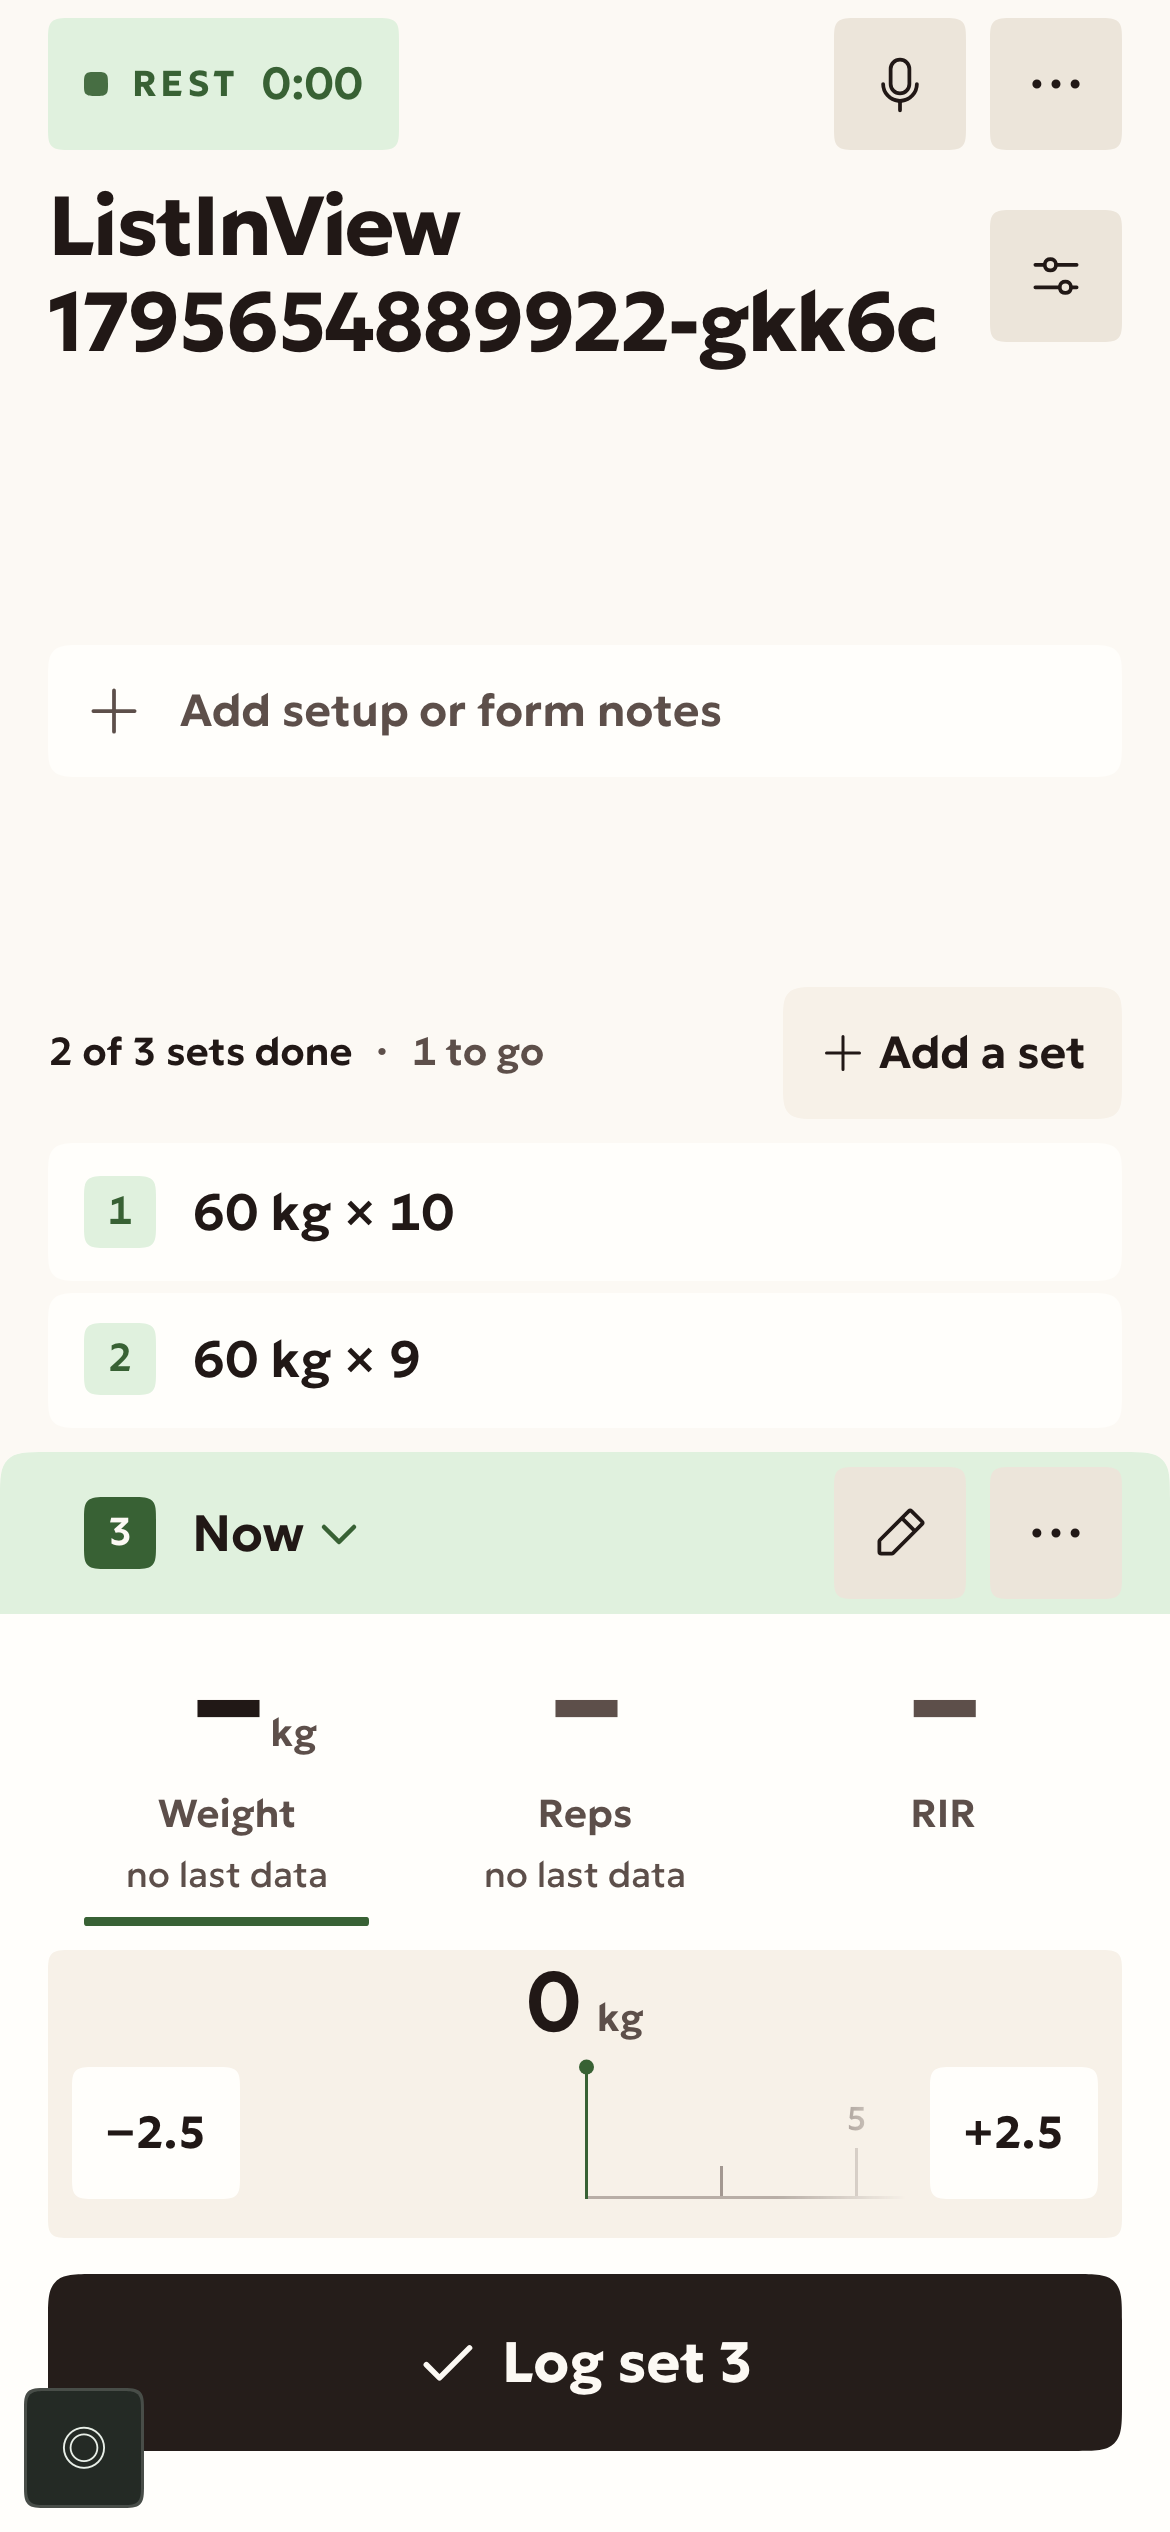 REST 0:00
ListInView
1795654889922-gkk6c
Add setup or form notes
2 of 3 sets done · 1 to go
+ Add a set
1 60 kg × 10
2 60 kg × 9
3 Now
– kg – –
Weight Reps RIR
no last data no last data
0 kg
5
−2.5 +2.5
Log set 3